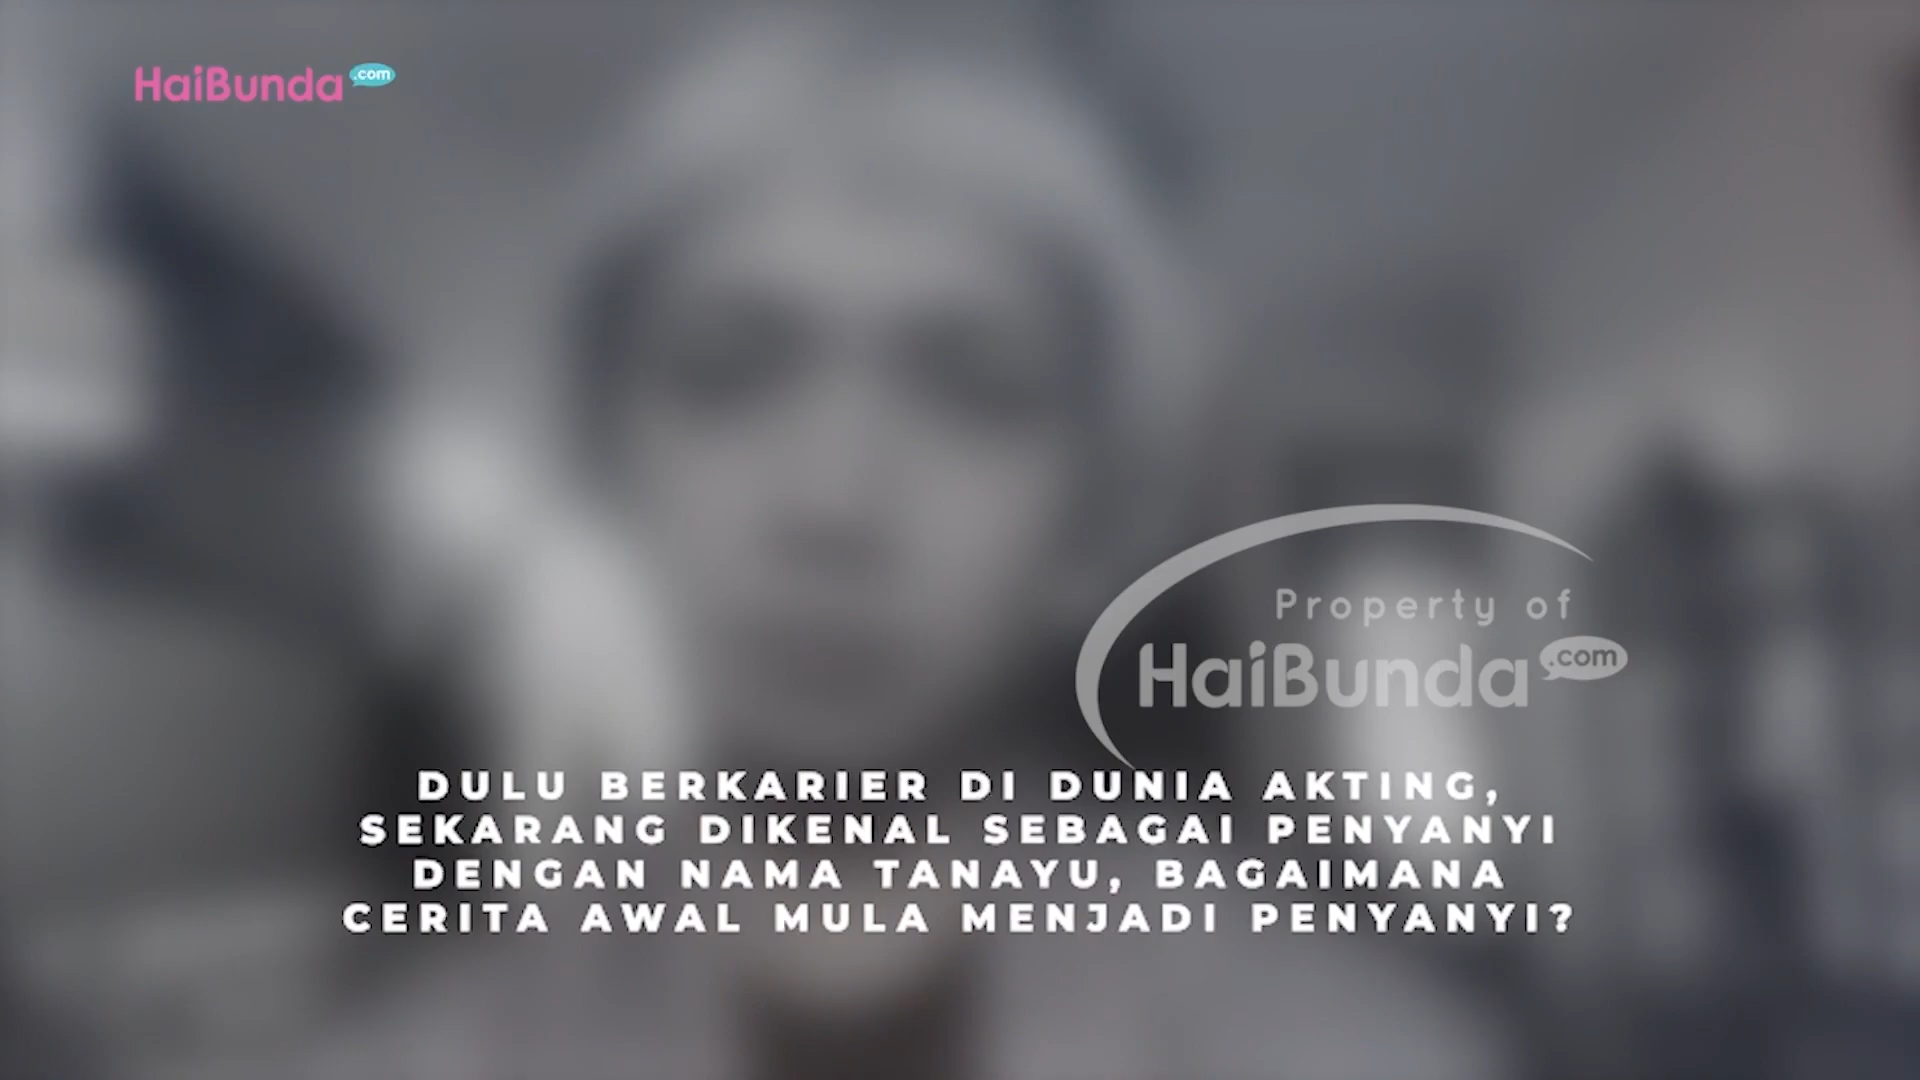 HaiBunda.com
Property of
HaiBunda.com
DULU BERKARIER DI DUNIA AKTING,
SEKARANG DIKENAL SEBAGAI PENYANYI
DENGAN NAMA TANAYU, BAGAIMANA
CERITA AWAL MULA MENJADI PENYANYI?